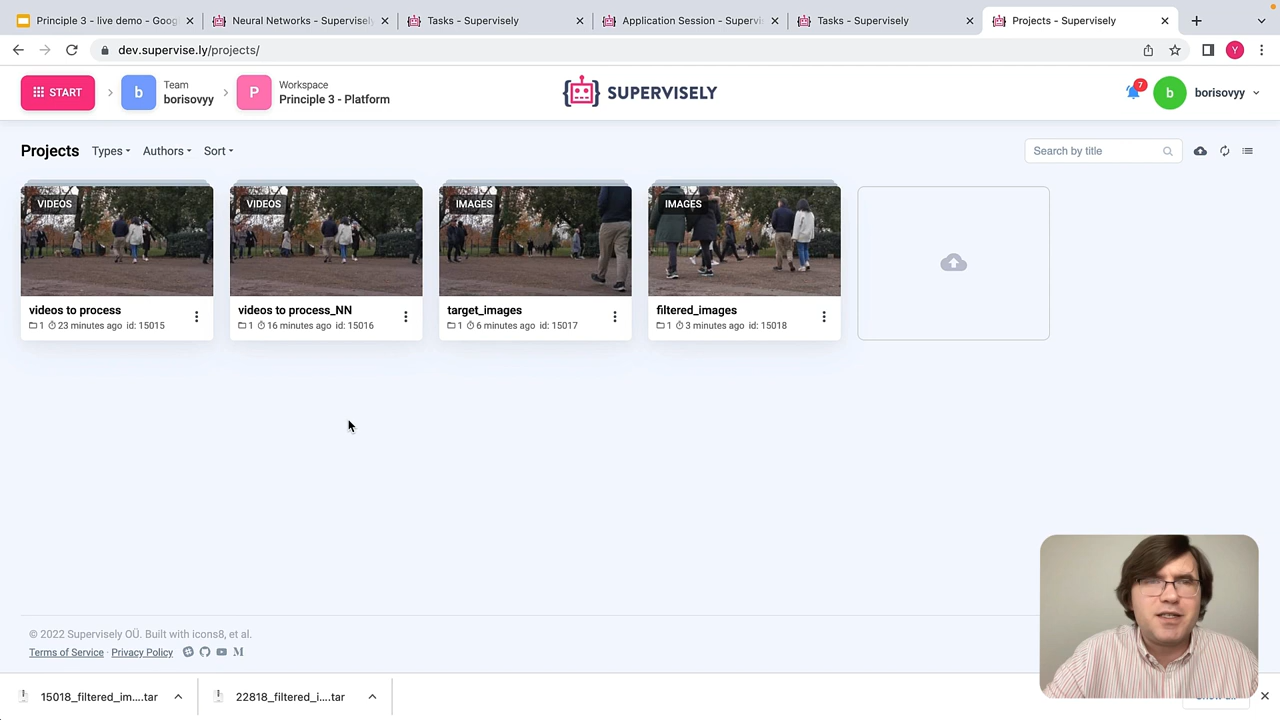 Principle 3 - live demo - Goog
Neural Networks - Supervisely
Tasks - Supervisely
Application Session - Supervi
Tasks - Supervisely
Projects - Supervisely
dev.supervise.ly/projects/
Y
START
b
Team
borisovyy
P
Workspace
Principle 3 - Platform
SUPERVISELY
7
b
borisovyy
Projects
Types
Authors
Sort
Search by title
VIDEOS
VIDEOS
IMAGES
IMAGES
videos to process
1 23 minutes ago id: 15015
videos to process_NN
1 16 minutes ago id: 15016
target_images
1 6 minutes ago id: 15017
filtered_images
1 3 minutes ago id: 15018
© 2022 Supervisely OÜ. Built with icons8, et al.
Terms of Service · Privacy Policy
15018_filtered_im....tar
22818_filtered_i....tar